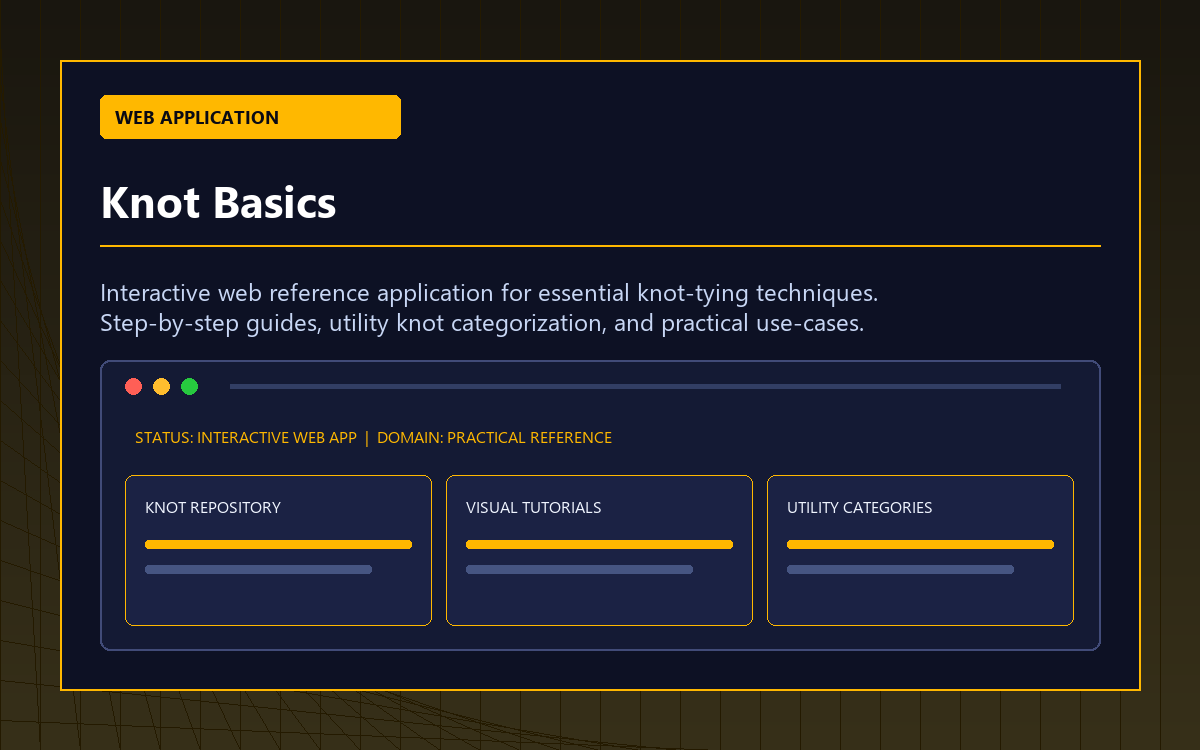 WEB APPLICATION
Knot Basics
Interactive web reference application for essential knot-tying techniques.
Step-by-step guides, utility knot categorization, and practical use-cases.
STATUS: INTERACTIVE WEB APP | DOMAIN: PRACTICAL REFERENCE
KNOT REPOSITORY
VISUAL TUTORIALS
UTILITY CATEGORIES